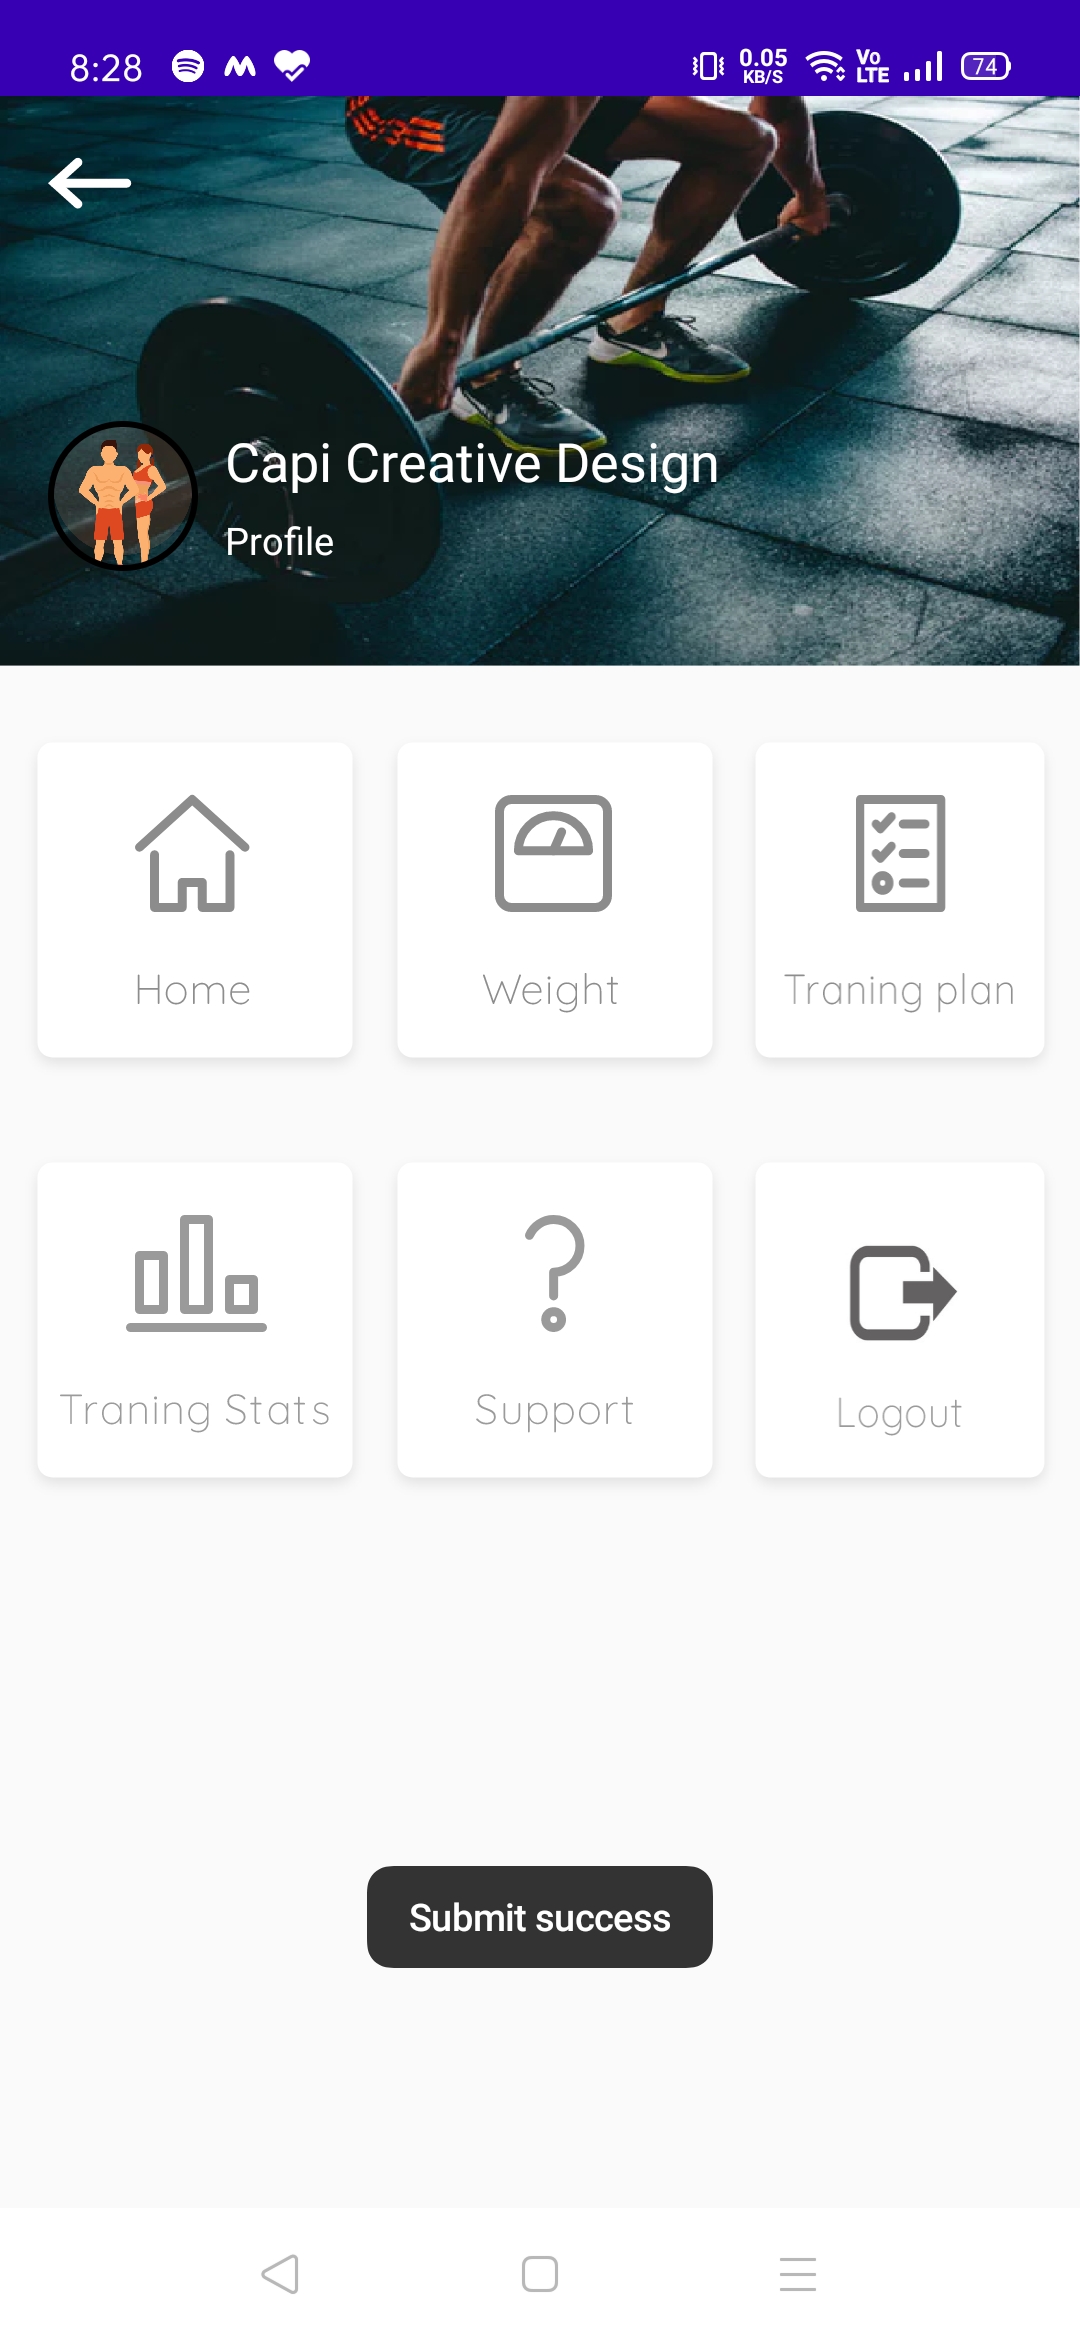 8:28
0.05
KB/S
Vo
LTE
74
Capi Creative Design
Profile
Home
Weight
Traning plan
Traning Stats
Support
Logout
Submit success